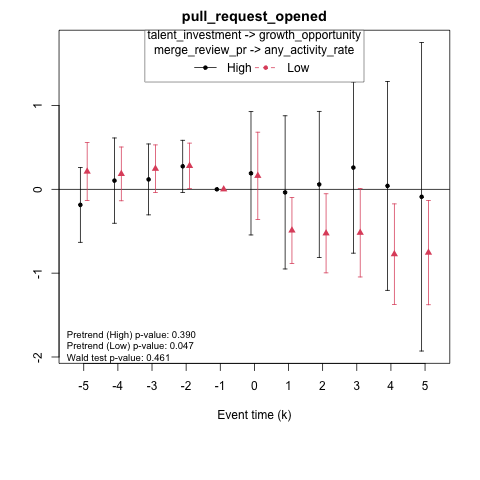 pull_request_opened
talent_investment -> growth_opportunity
merge_review_pr -> any_activity_rate
High Low
1
0
-1
-2
Pretrend (High) p-value: 0.390
Pretrend (Low) p-value: 0.047
Wald test p-value: 0.461
-5 -4 -3 -2 -1 0 1 2 3 4 5
Event time (k)